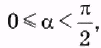 0 ⩽ α < π/2,